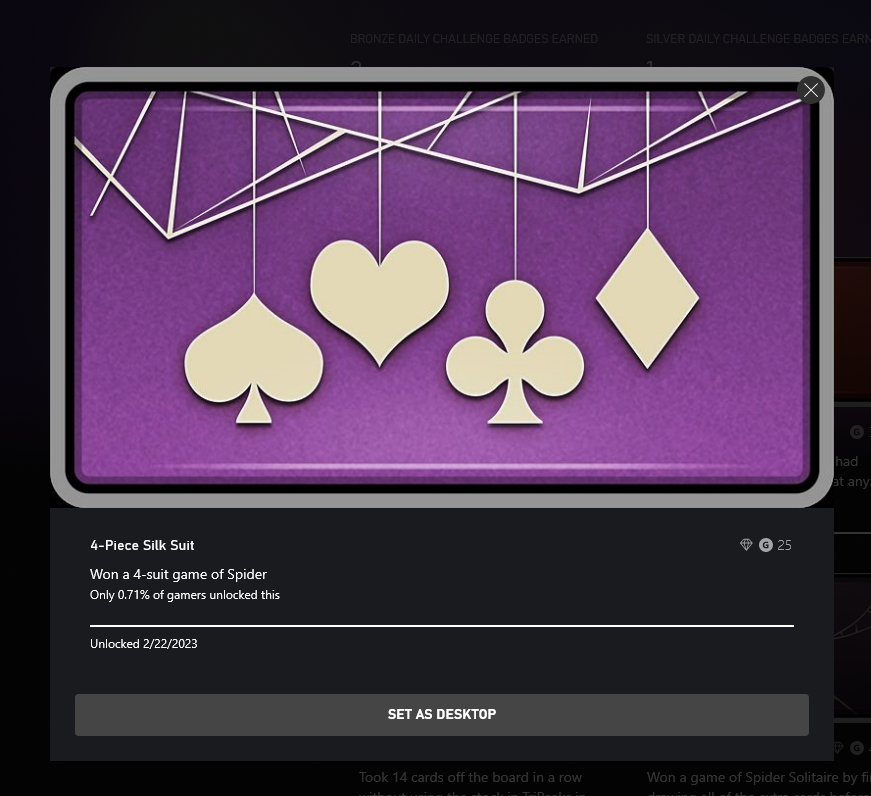 BRONZE DAILY CHALLENGE BADGES EARNED
SILVER DAILY CHALLENGE BADGES EARN
4-Piece Silk Suit
G 25
Won a 4-suit game of Spider
Only 0.71% of gamers unlocked this
Unlocked 2/22/2023
SET AS DESKTOP
had
at any
Took 14 cards off the board in a row
Won a game of Spider Solitaire by fi